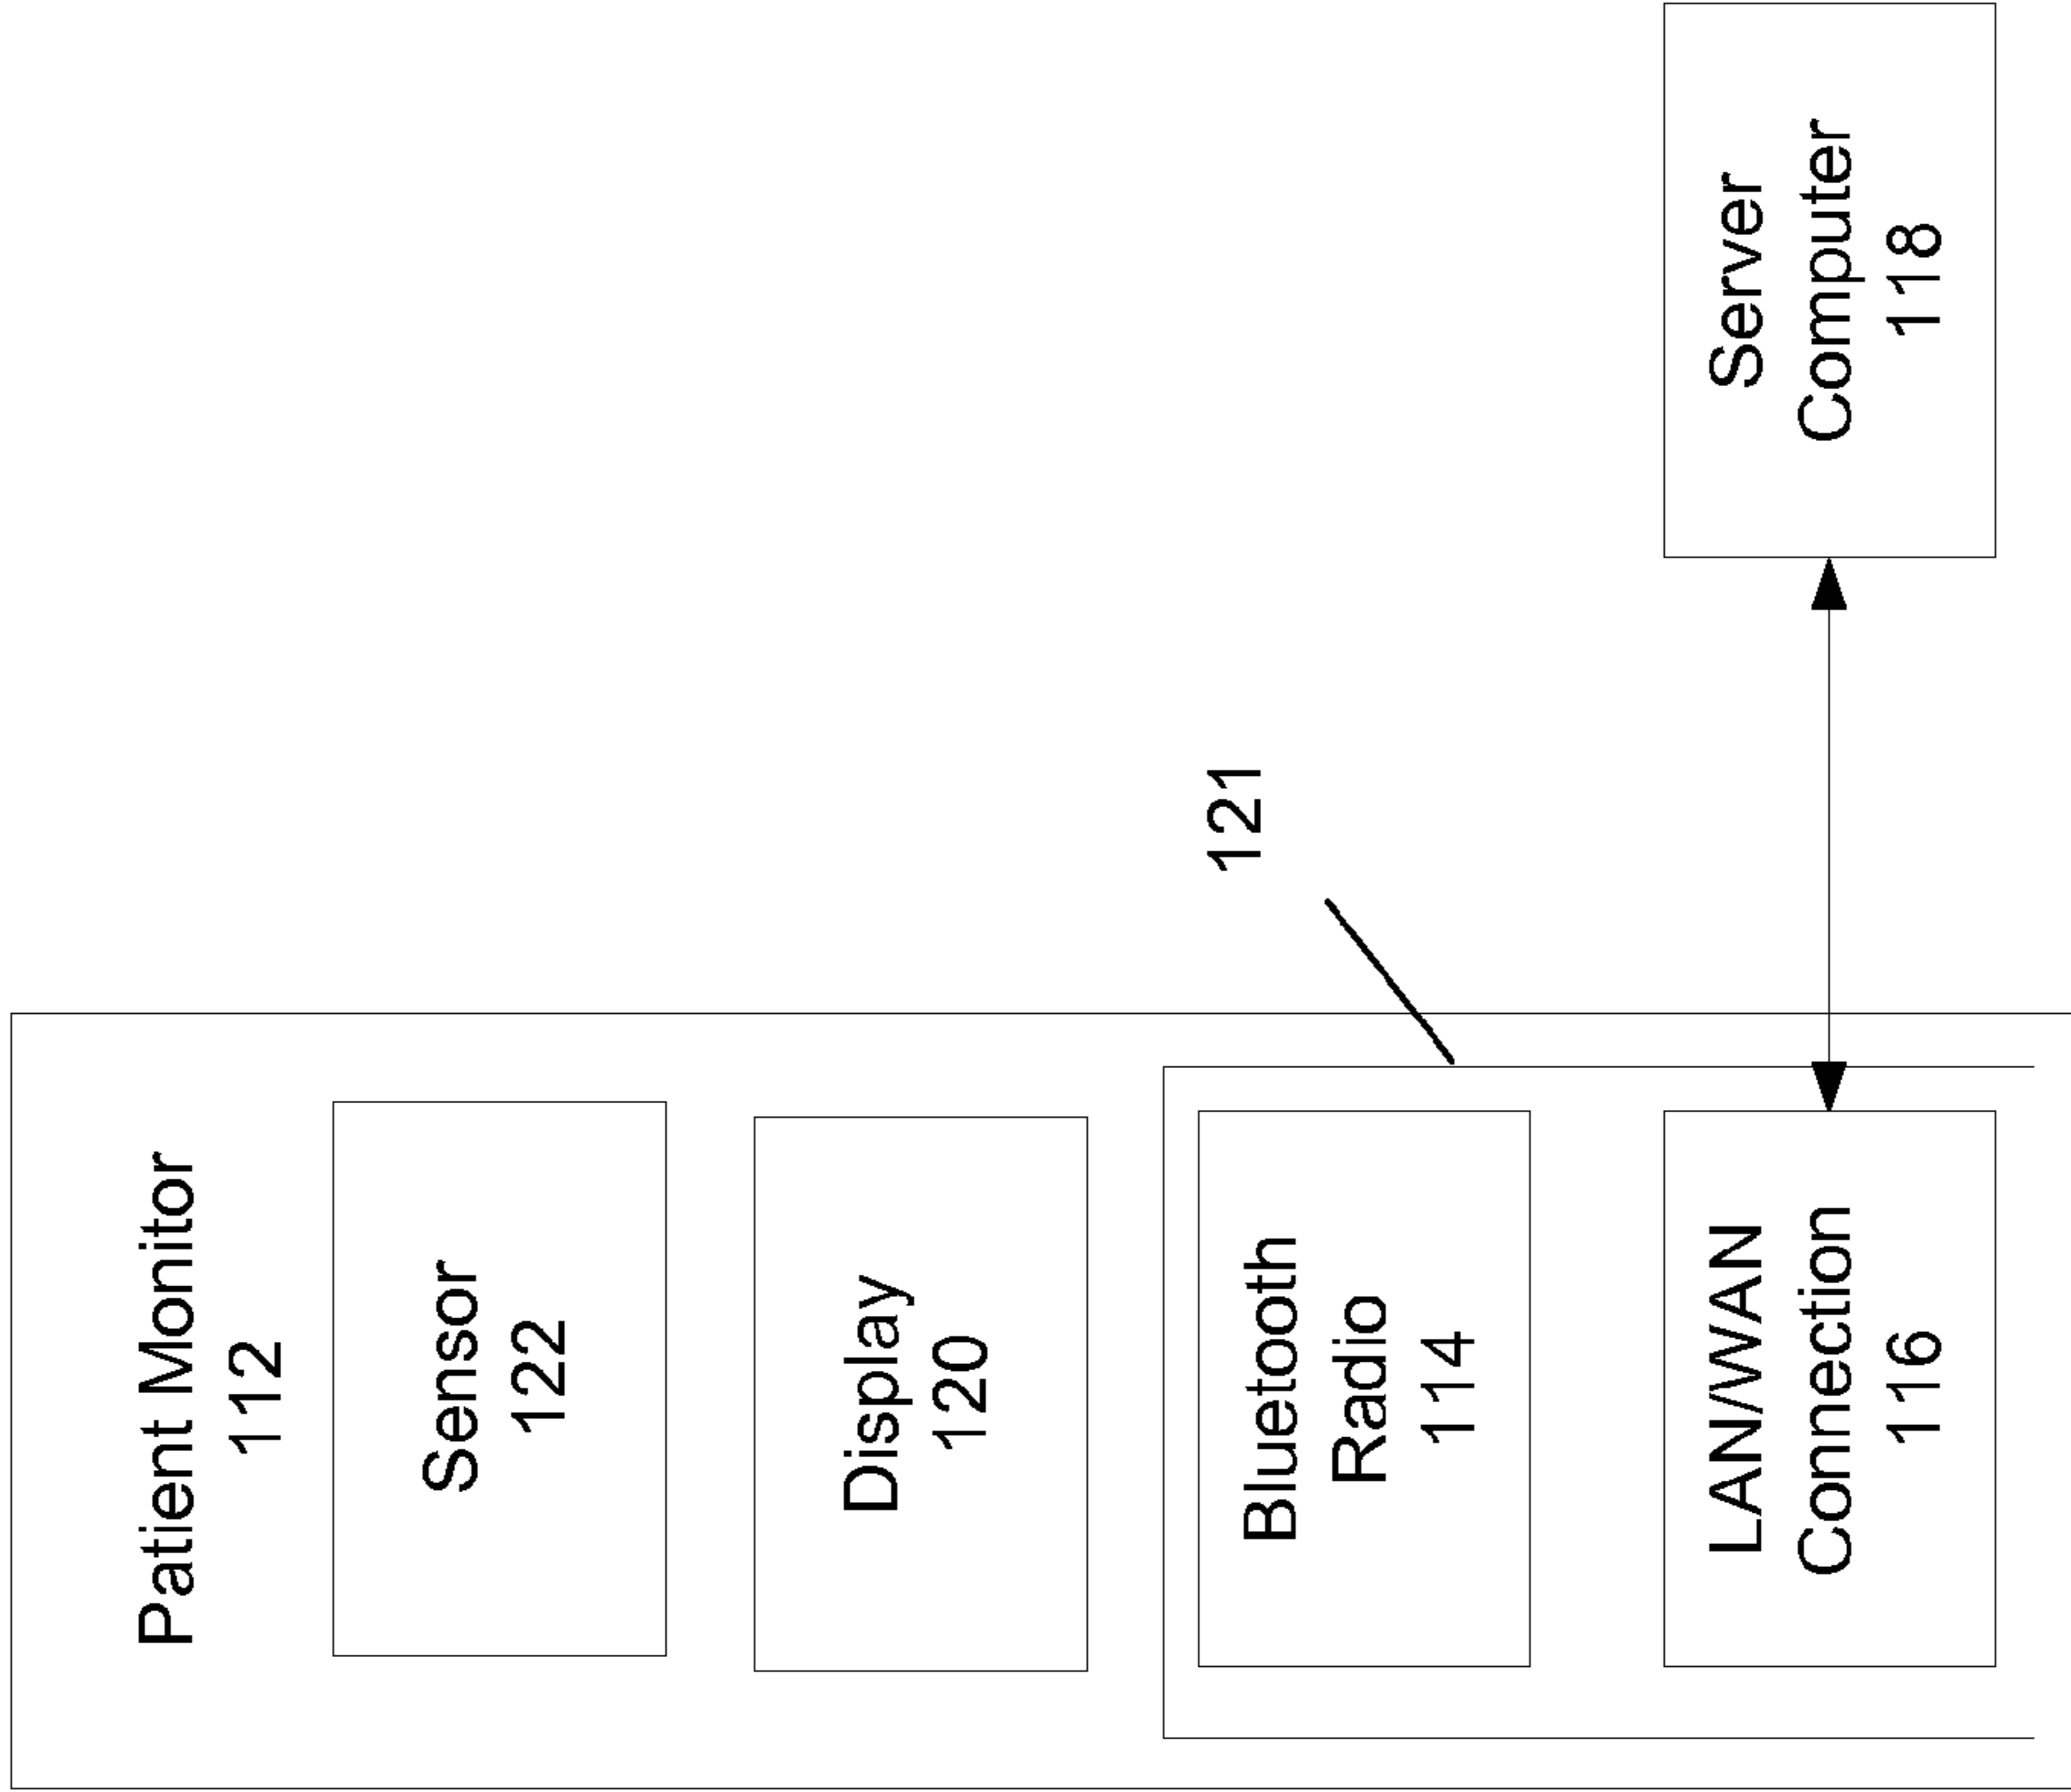 Patient Monitor
112
Sensor
122
Display
120
121
Bluetooth
Radio
114
LAN/WAN
Connection
116
Server
Computer
118